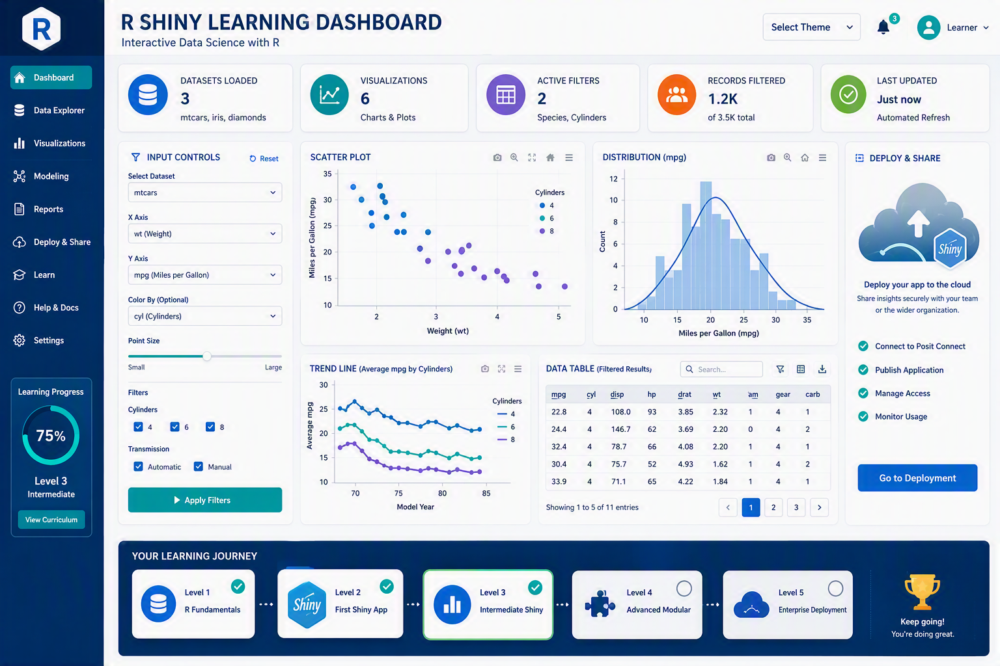 R
R SHINY LEARNING DASHBOARD
Interactive Data Science with R
Select Theme
3
Learner
Dashboard
Data Explorer
Visualizations
Modeling
Reports
Deploy & Share
Learn
Help & Docs
Settings
Learning Progress
75%
Level 3
Intermediate
View Curriculum
DATASETS LOADED
3
mtcars, iris, diamonds
VISUALIZATIONS
6
Charts & Plots
ACTIVE FILTERS
2
Species, Cylinders
RECORDS FILTERED
1.2K
of 3.5K total
LAST UPDATED
Just now
Automated Refresh
INPUT CONTROLS
Reset
Select Dataset
mtcars
X Axis
wt (Weight)
Y Axis
mpg (Miles per Gallon)
Color By (Optional)
cyl (Cylinders)
Point Size
Small Large
Filters
Cylinders
4 6 8
Transmission
Automatic Manual
Apply Filters
SCATTER PLOT
Miles per Gallon (mpg)
35
30
25
20
15
10
2 3 4 5
Weight (wt)
Cylinders
4
6
8
DISTRIBUTION (mpg)
Count
12
10
8
6
4
2
0
10 15 20 25 30 35
Miles per Gallon (mpg)
TREND LINE (Average mpg by Cylinders)
Average mpg
30
25
20
15
10
70 75 80 85
Model Year
Cylinders
4
6
8
DATA TABLE (Filtered Results)
Search...
mpg cyl disp hp drat wt am gear carb
22.8 4 108.0 93 3.85 2.32 1 4 1
24.4 4 146.7 62 3.69 2.20 0 4 2
32.4 4 78.7 66 4.08 2.20 1 4 1
30.4 4 75.7 52 4.93 1.62 1 4 2
33.9 4 71.1 65 4.22 1.84 1 4 1
Showing 1 to 5 of 11 entries
< 1 2 3 >
DEPLOY & SHARE
Shiny
Deploy your app to the cloud
Share insights securely with your team
or the wider organization.
Connect to Posit Connect
Publish Application
Manage Access
Monitor Usage
Go to Deployment
YOUR LEARNING JOURNEY
Level 1
R Fundamentals
Shiny
Level 2
First Shiny App
Level 3
Intermediate Shiny
Level 4
Advanced Modular
Level 5
Enterprise Deployment
Keep going!
You're doing great.